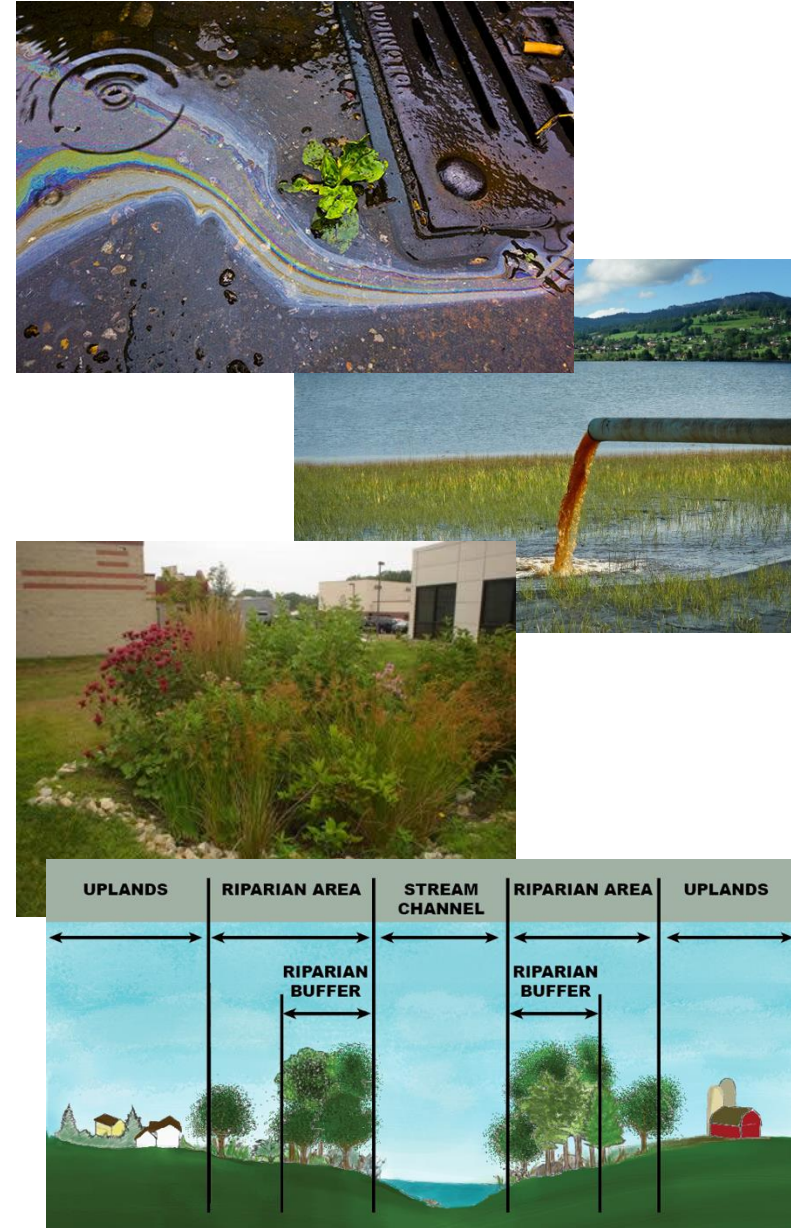 UPLANDS
RIPARIAN AREA
STREAM
CHANNEL
RIPARIAN AREA
UPLANDS
RIPARIAN
BUFFER
RIPARIAN
BUFFER